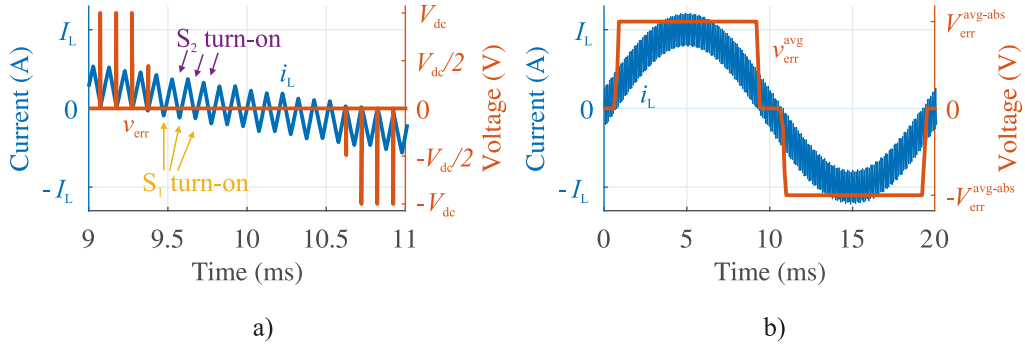 V_dc
V_dc/2
0
-V_dc/2
-V_dc
Voltage (V)
Current (A)
I_L
0
-I_L
S_2 turn-on
i_L
v_err
S_1 turn-on
9 9.5 10 10.5 11
Time (ms)
a)
Current (A)
I_L
0
-I_L
v_err^avg
i_L
V_err^avg-abs
0
-V_err^avg-abs
Voltage (V)
0 5 10 15 20
Time (ms)
b)